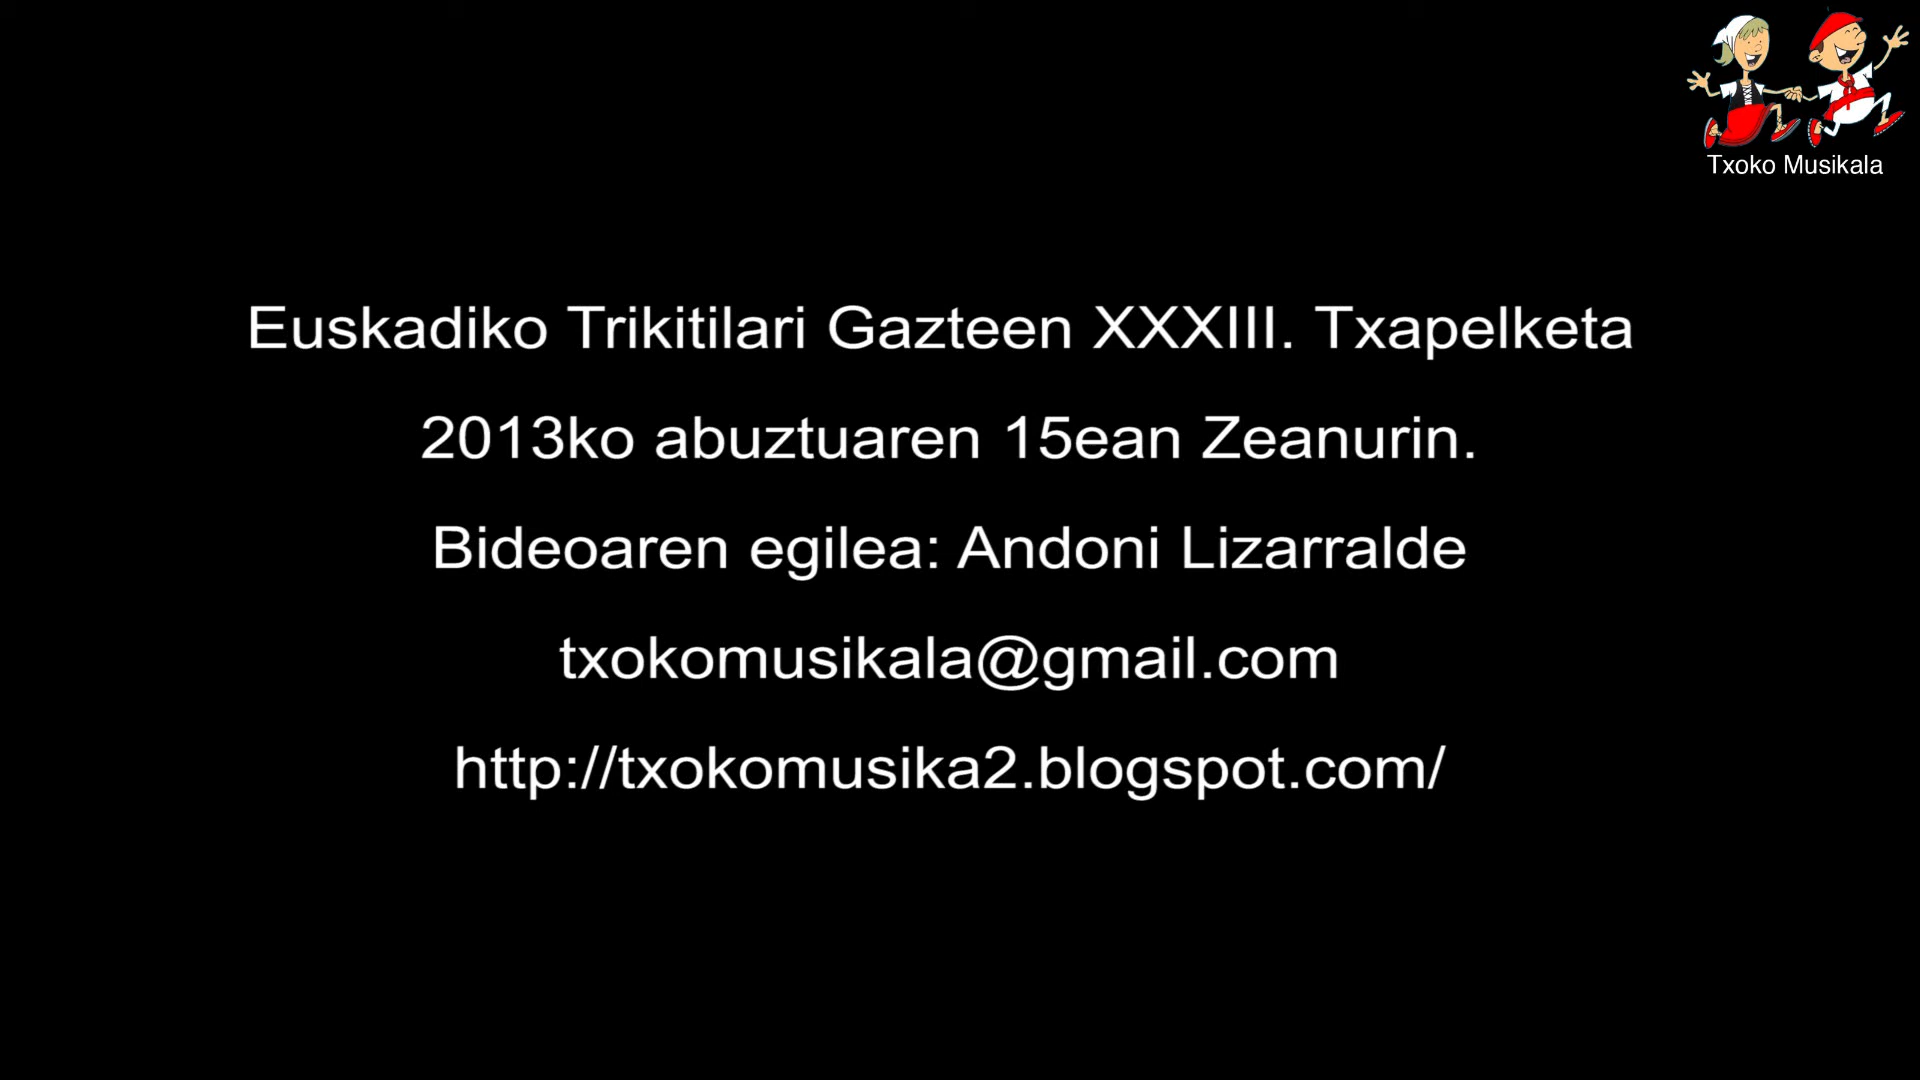 Txoko Musikala
Euskadiko Trikitilari Gazteen XXXIII. Txapelketa
2013ko abuztuaren 15ean Zeanurin.
Bideoaren egilea: Andoni Lizarralde
txokomusikala@gmail.com
http://txokomusika2.blogspot.com/